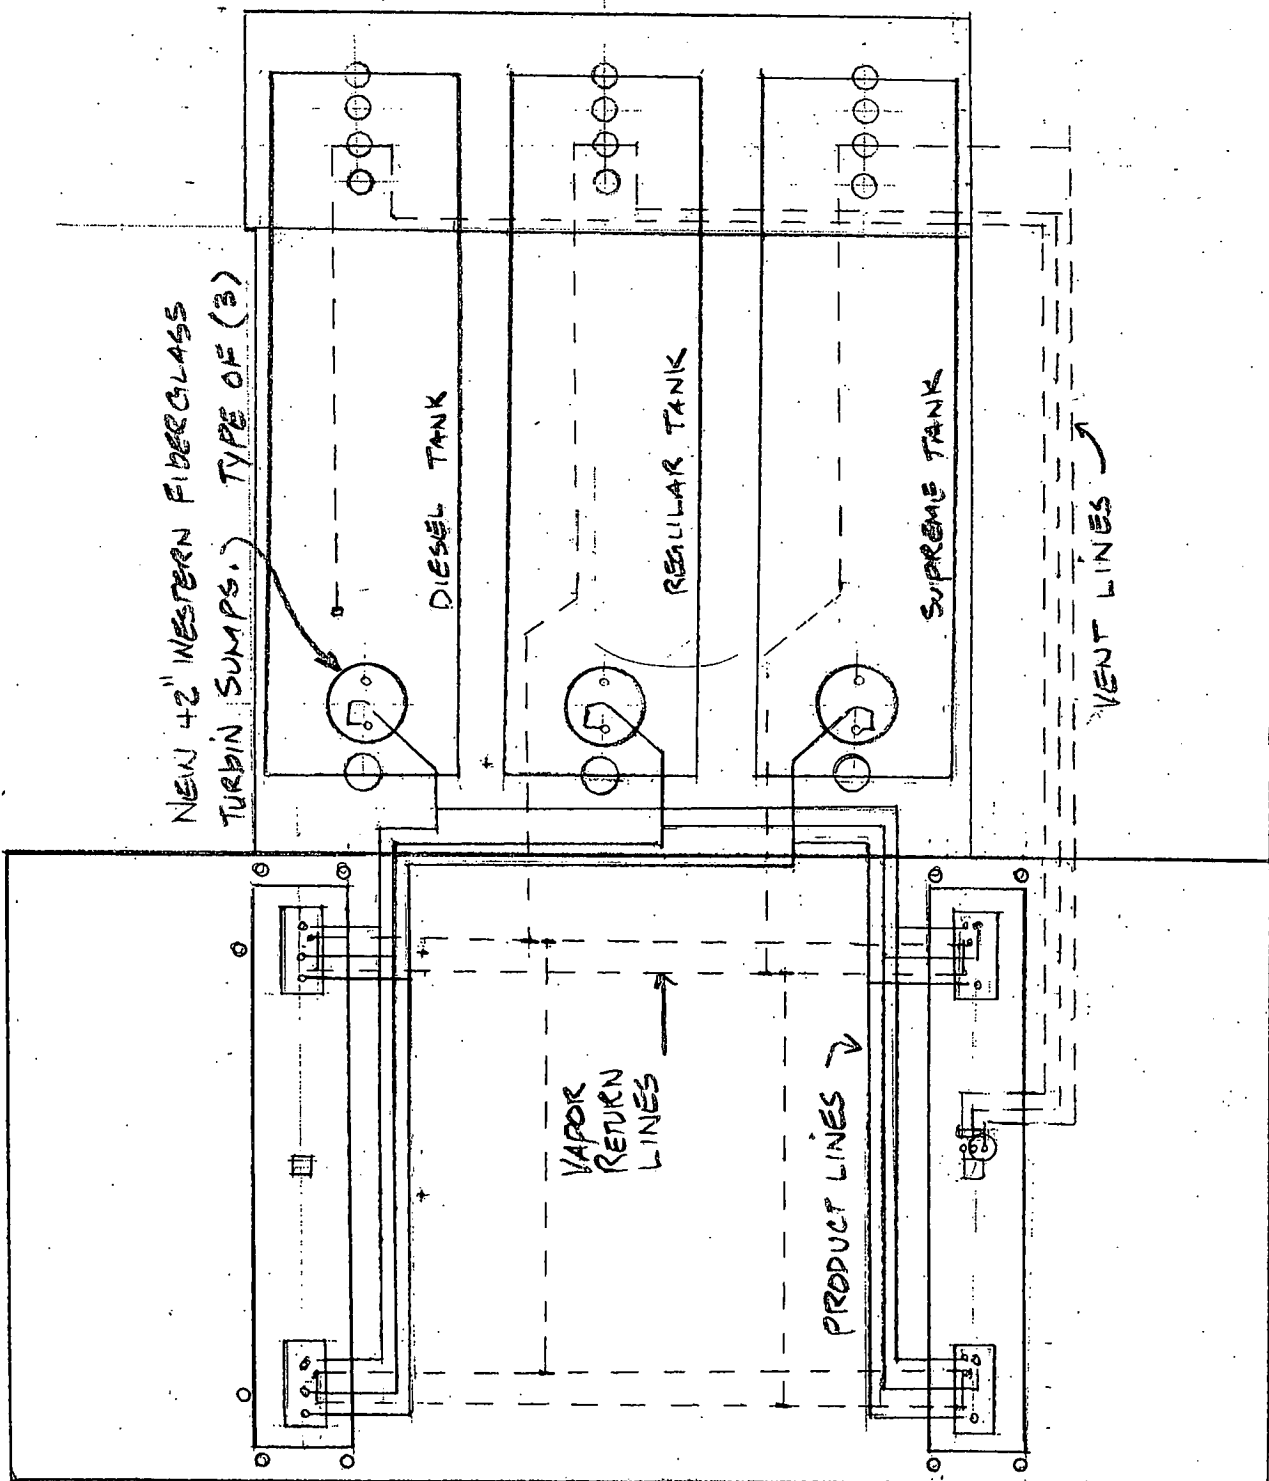 NEW 42" WESTERN FIBERGLASS
TURBIN SUMPS. TYPE OF (3)
DIESEL TANK
REGULAR TANK
SUPREME TANK
VENT LINES
VAPOR
RETURN
LINES
PRODUCT LINES